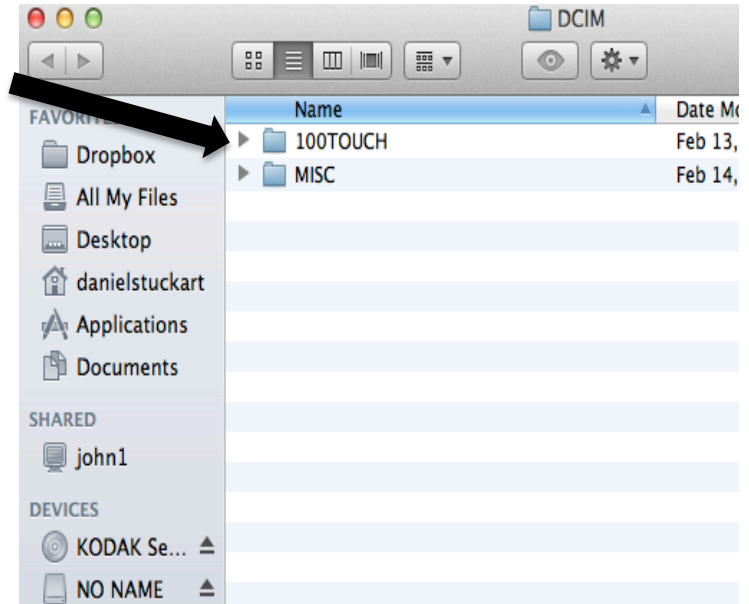 DCIM
FAVORITES
Dropbox
All My Files
Desktop
danielstuckart
Applications
Documents
SHARED
john1
DEVICES
KODAK Se...
NO NAME
Name Date Mo
100TOUCH Feb 13,
MISC Feb 14,